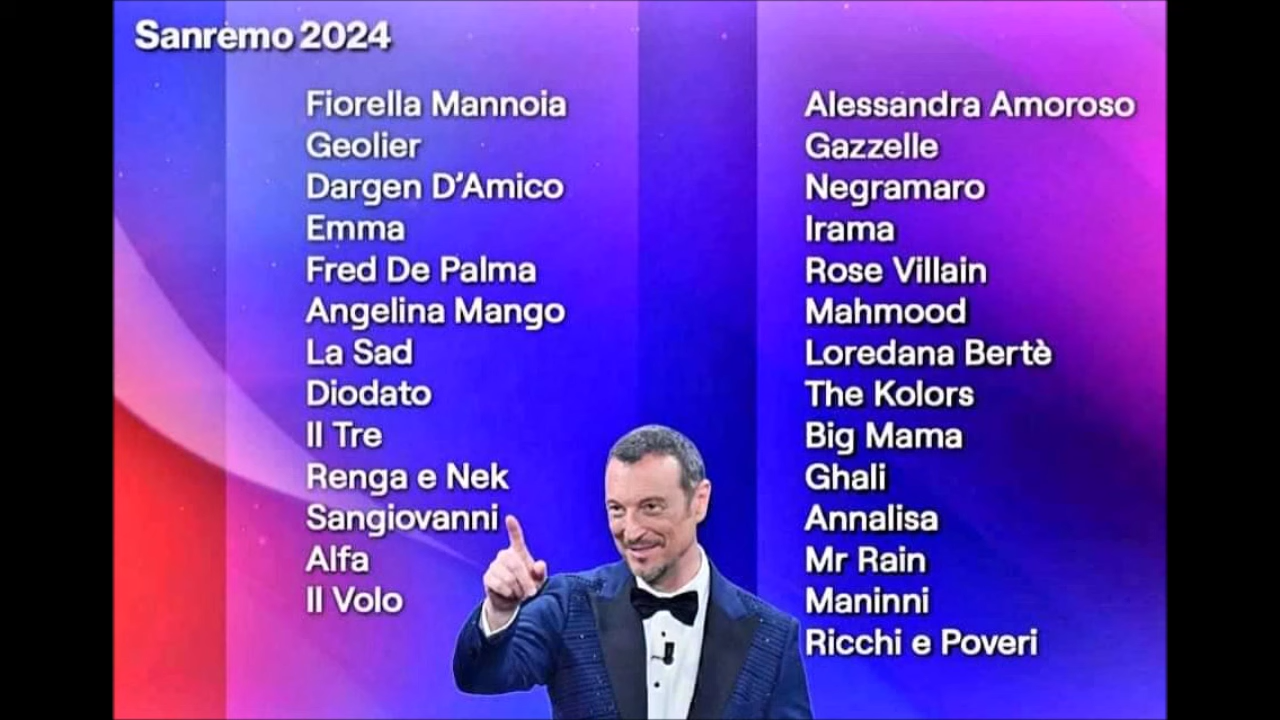 Sanremo 2024
Fiorella Mannoia
Geolier
Dargen D'Amico
Emma
Fred De Palma
Angelina Mango
La Sad
Diodato
Il Tre
Renga e Nek
Sangiovanni
Alfa
Il Volo
Alessandra Amoroso
Gazzelle
Negramaro
Irama
Rose Villain
Mahmood
Loredana Bertè
The Kolors
Big Mama
Ghali
Annalisa
Mr Rain
Maninni
Ricchi e Poveri